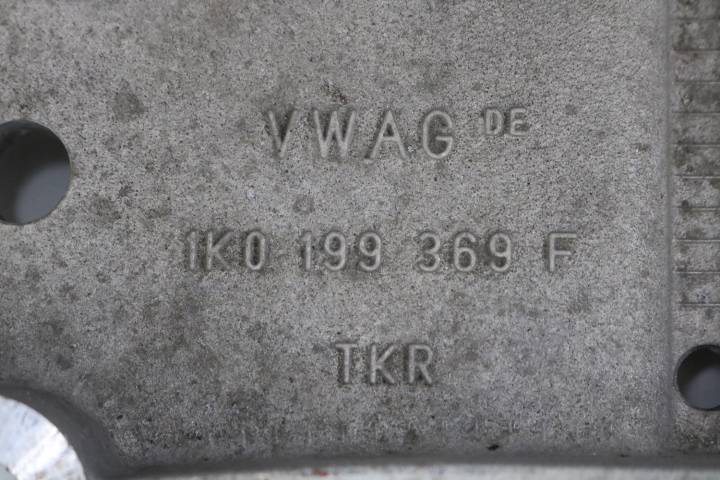 VWAG DE
1K0 199 369 F
TKR